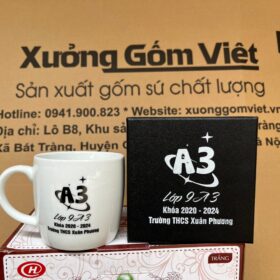 Xưởng Gốm Việt
Sản xuất gốm sứ chất lượng
Hotline: 0941.900.823 * Website: xuonggomviet.vn
Địa chỉ: Lô B8, Khu sả
Xã Bát Tràng, Huyện
A3
Lớp 9A3
Khóa 2020 - 2024
Trường THCS Xuân Phương
A3
Lớp 9A3
Khóa 2020 - 2024
Trường THCS Xuân Phương
H
TRẮNG